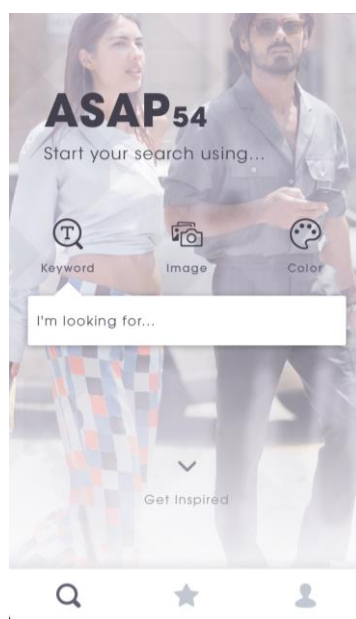 ASAP54
Start your search using...
Keyword Image Color
I'm looking for...
Get Inspired